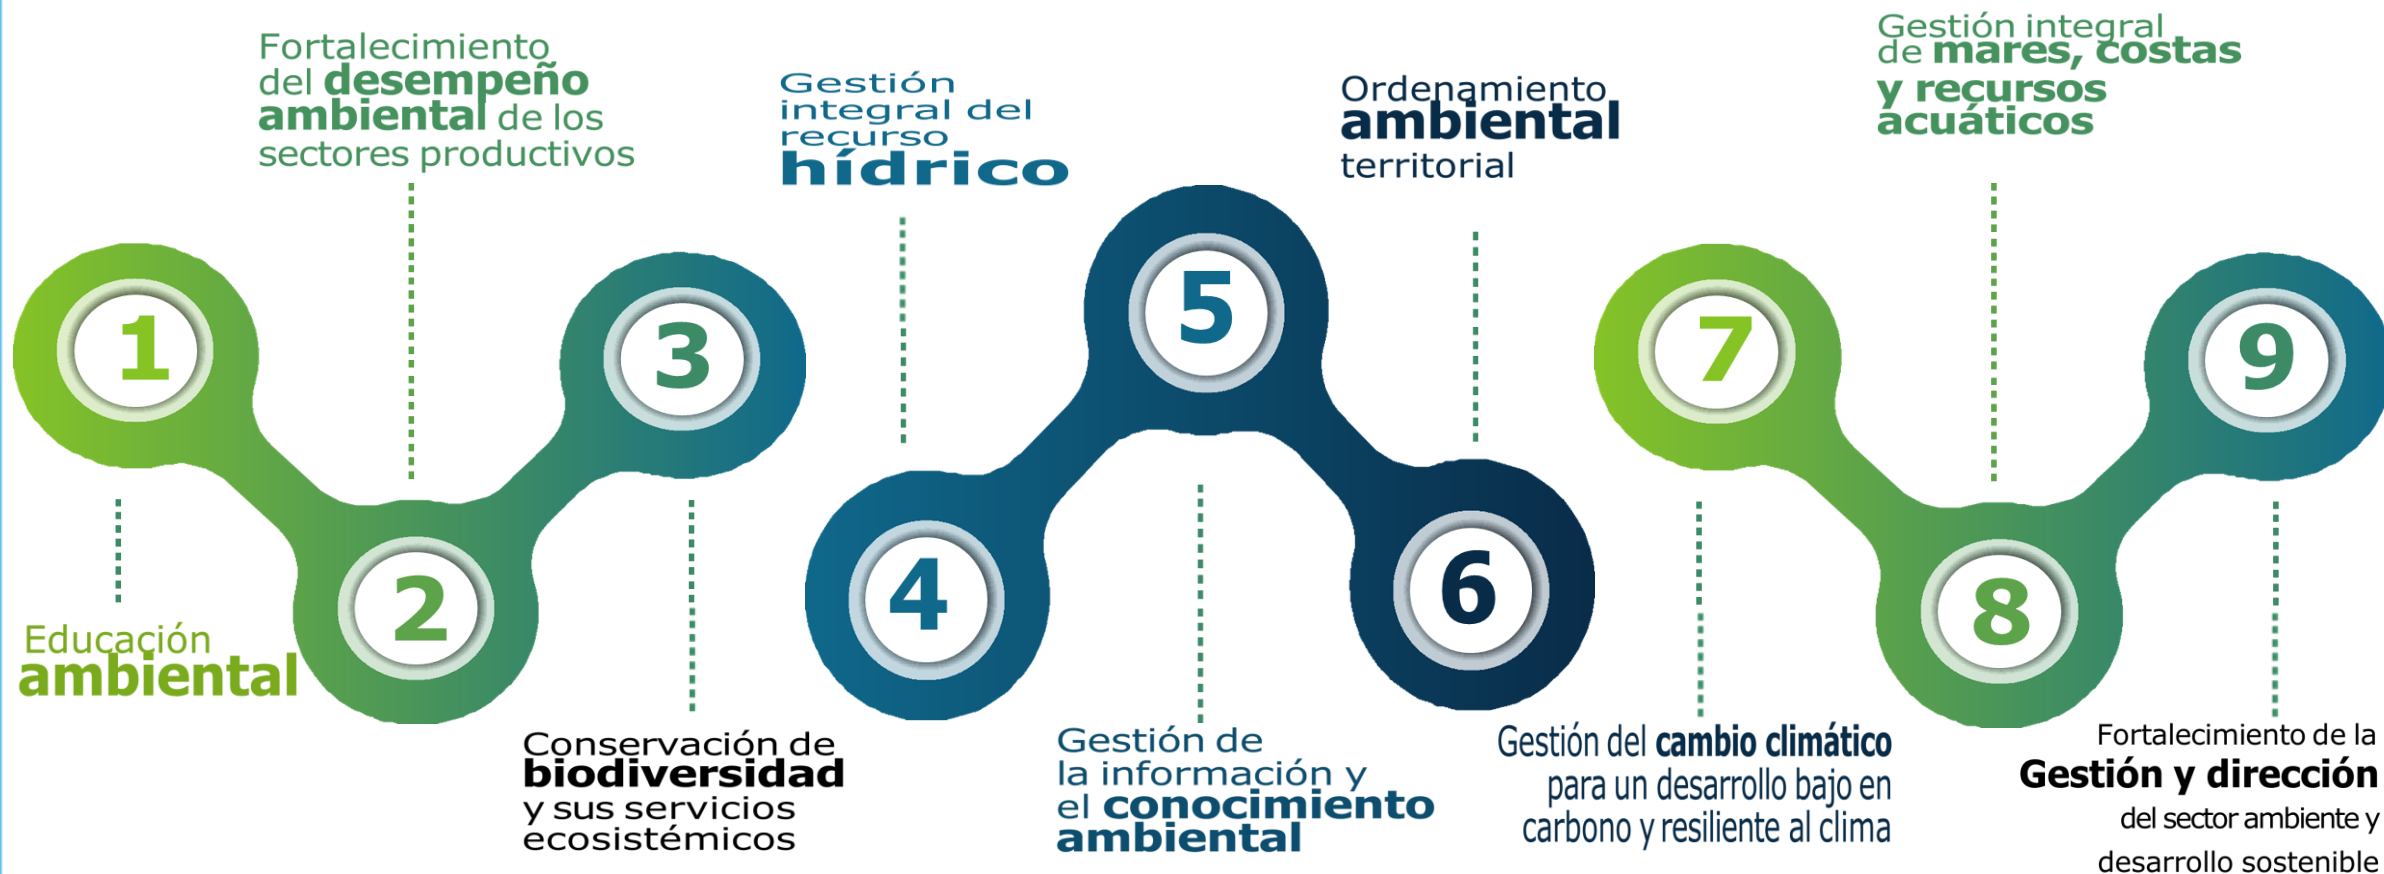 1
Educación
ambiental
2
Fortalecimiento
del desempeño
ambiental de los
sectores productivos
3
Conservación de
biodiversidad
y sus servicios
ecosistémicos
4
Gestión
integral del
recurso
hídrico
5
Gestión de
la información y
el conocimiento
ambiental
6
Ordenamiento
ambiental
territorial
7
Gestión del cambio climático
para un desarrollo bajo en
carbono y resiliente al clima
8
Gestión integral
de mares, costas
y recursos
acuáticos
9
Fortalecimiento de la
Gestión y dirección
del sector ambiente y
desarrollo sostenible